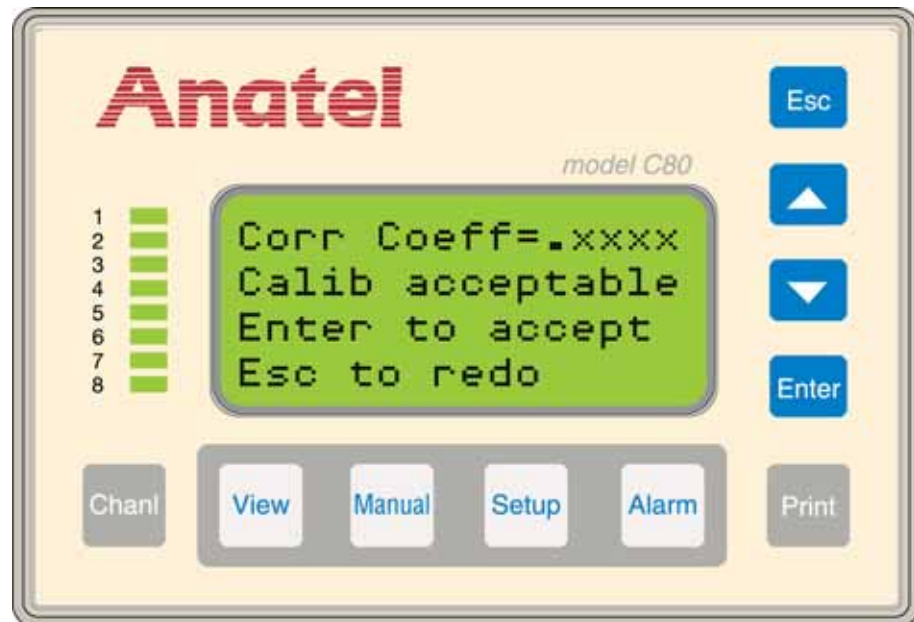 Anatel
model C80
Esc
1
2
3
4
5
6
7
8
Corr Coeff=.xxxx
Calib acceptable
Enter to accept
Esc to redo
Enter
Chanl
View
Manual
Setup
Alarm
Print